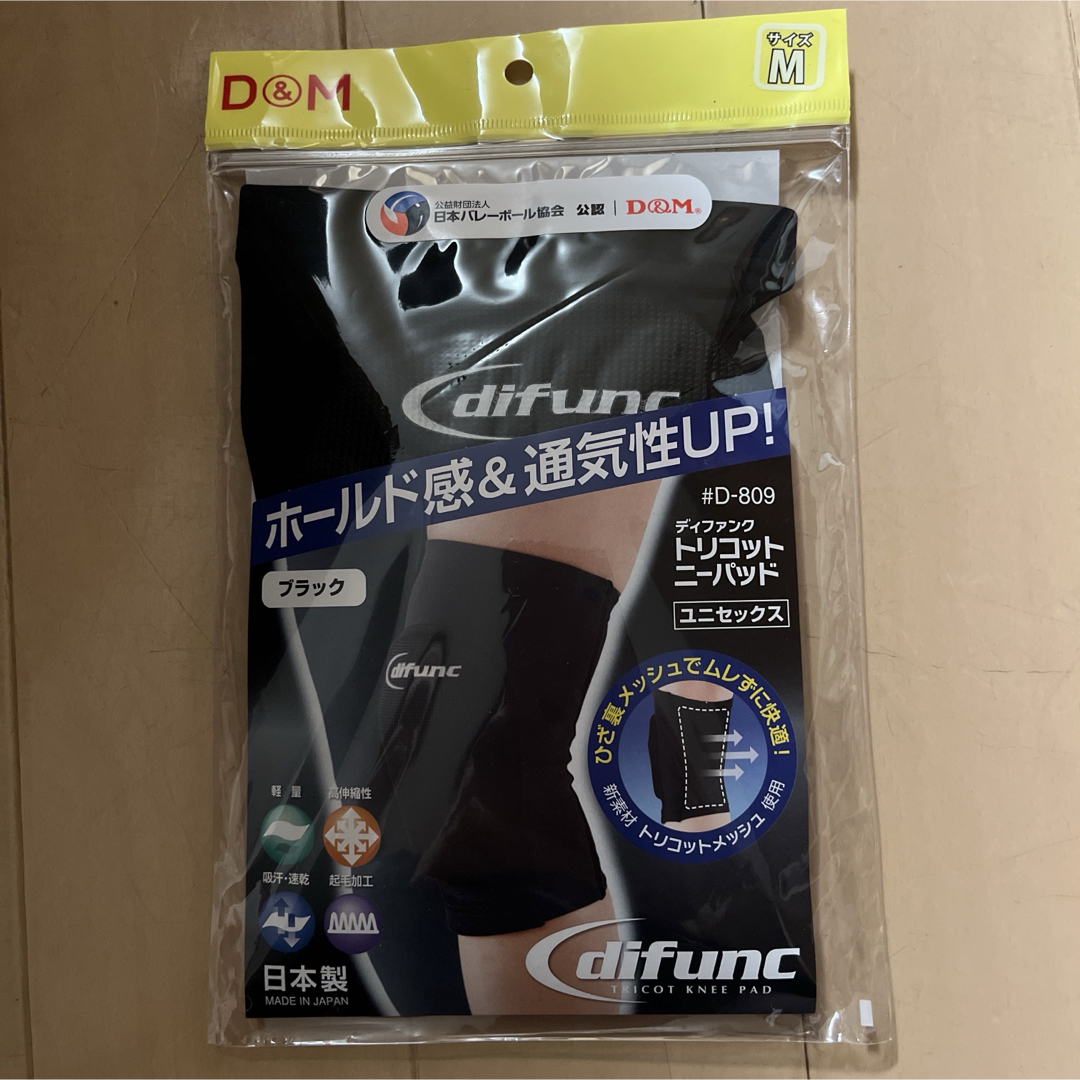 D&M
サイズ
M
公益財団法人
日本バレーボール協会 公認 | D&M®
difunc
ホールド感&通気性UP!
#D-809
ディファンク
トリコット
ニーパッド
ユニセックス
ブラック
difunc
ひざ裏メッシュでムレずに快適!
新素材 トリコットメッシュ 使用
軽量 高伸縮性
吸汗・速乾 起毛加工
日本製
MADE IN JAPAN
difunc
TRICOT KNEE PAD